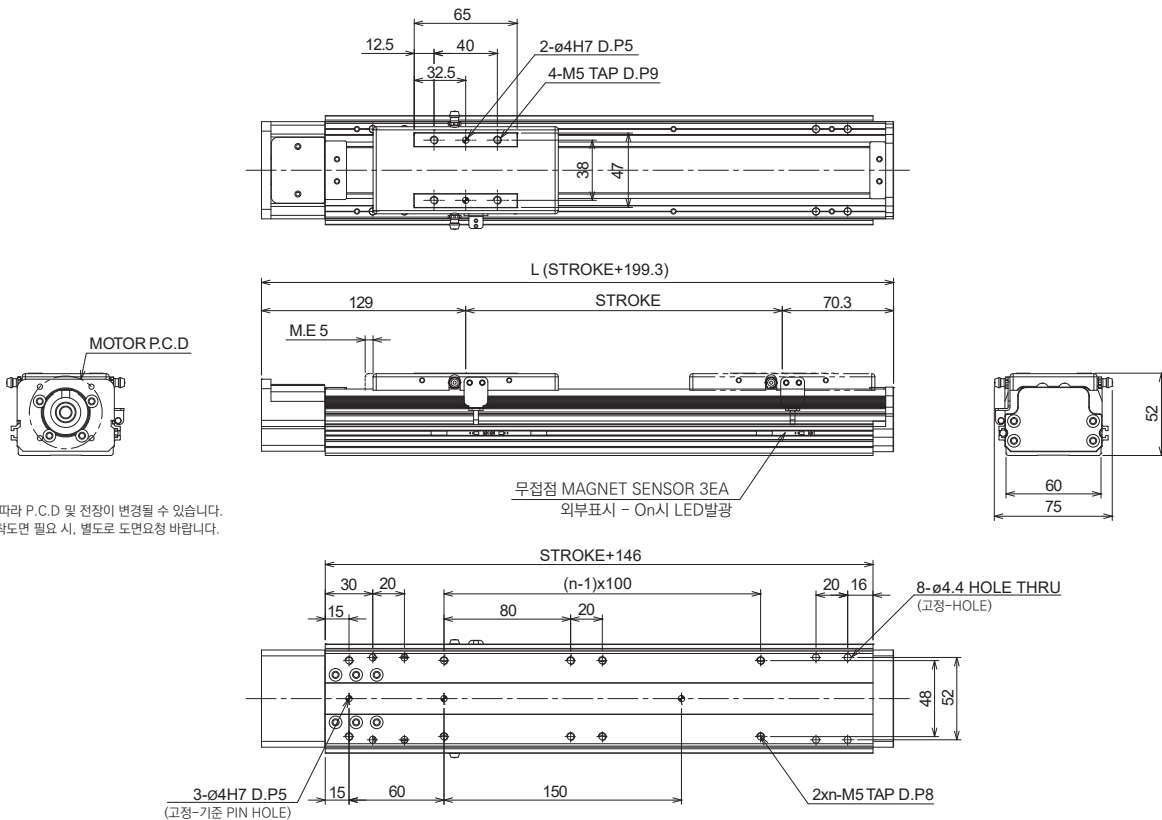 65
12.5
40
2-ø4H7 D.P5
32.5
4-M5 TAP D.P9
38
47
L (STROKE+199.3)
129
STROKE
70.3
M.E 5
MOTOR P.C.D
52
60
75
무접점 MAGNET SENSOR 3EA
외부표시 - On시 LED발광
따라 P.C.D 및 전장이 변경될 수 있습니다.
도면 필요 시, 별도로 도면요청 바랍니다.
STROKE+146
30
20
(n-1)x100
20
16
8-ø4.4 HOLE THRU
(고정-HOLE)
15
80
20
48
52
3-ø4H7 D.P5
(고정-기준 PIN HOLE)
15
60
150
2xn-M5 TAP D.P8